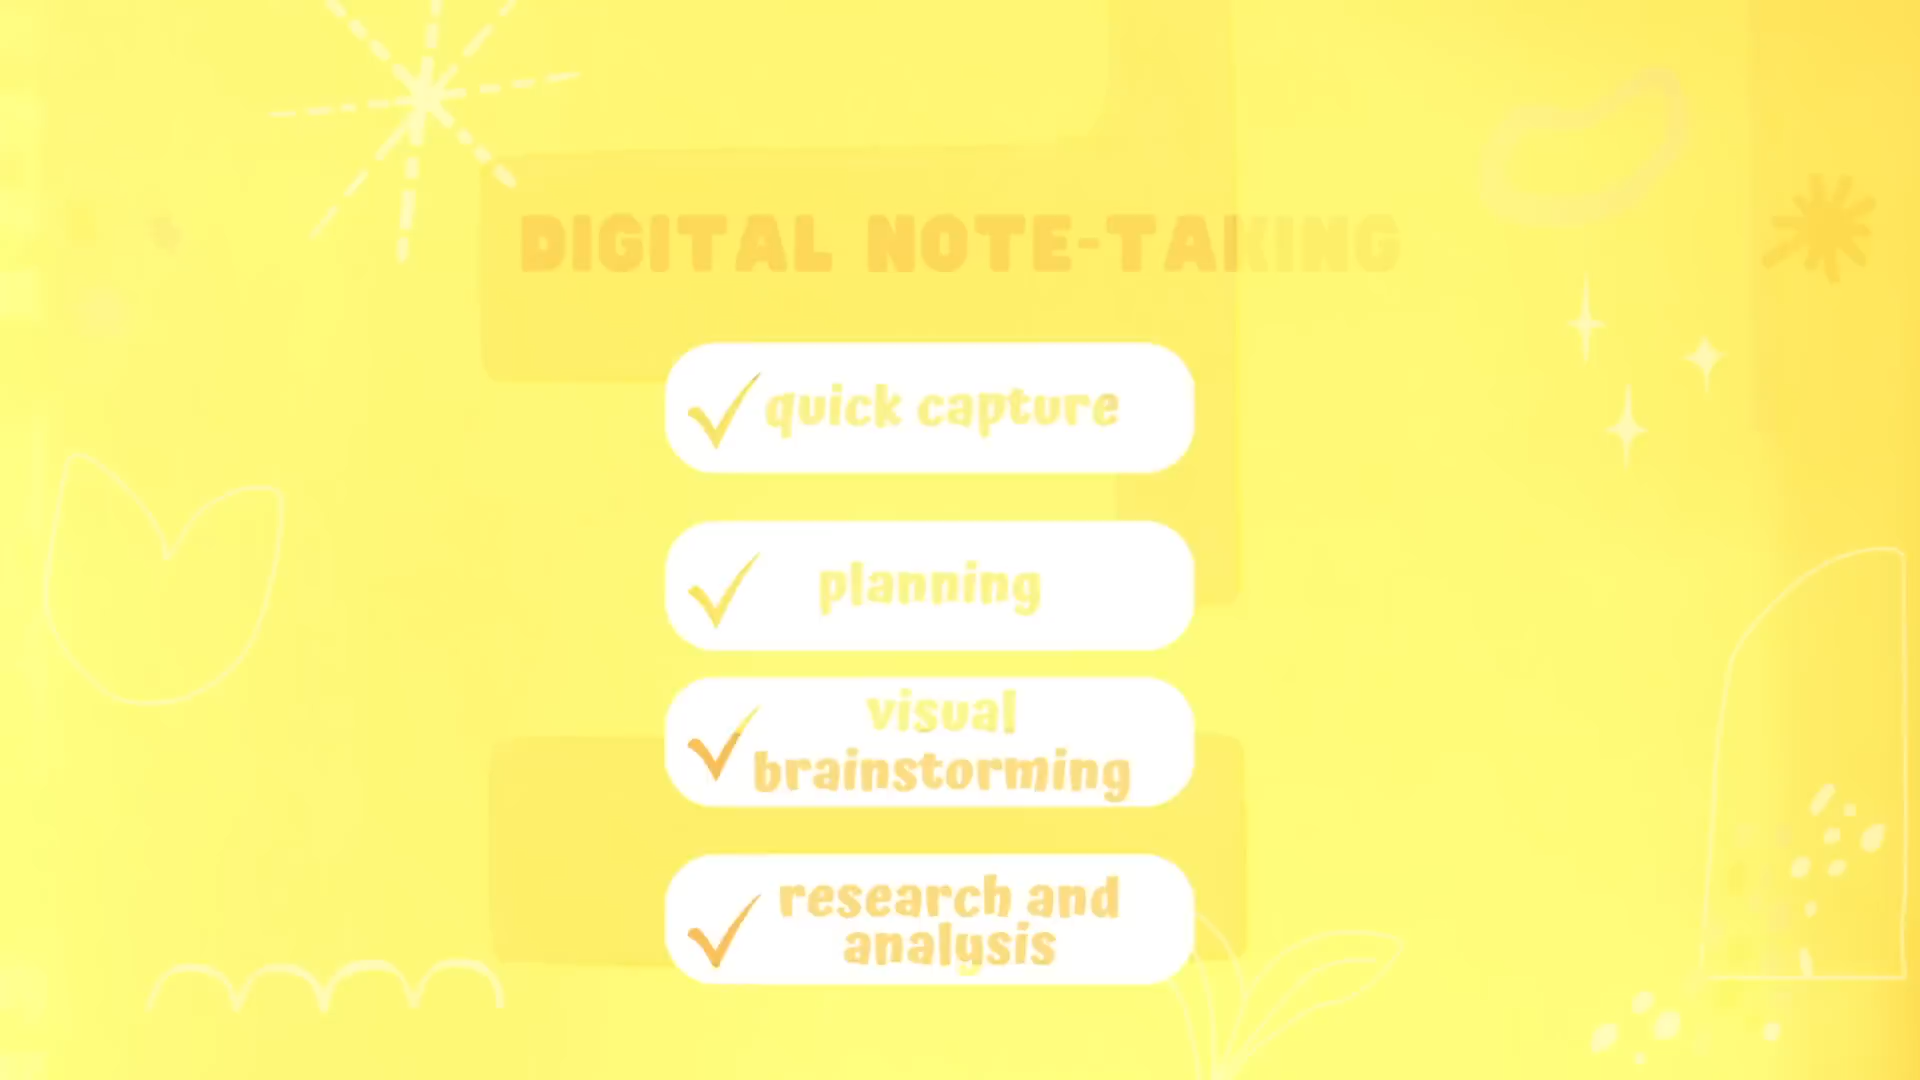 DIGITAL NOTE-TAKING
quick capture
planning
visual
brainstorming
research and
analysis